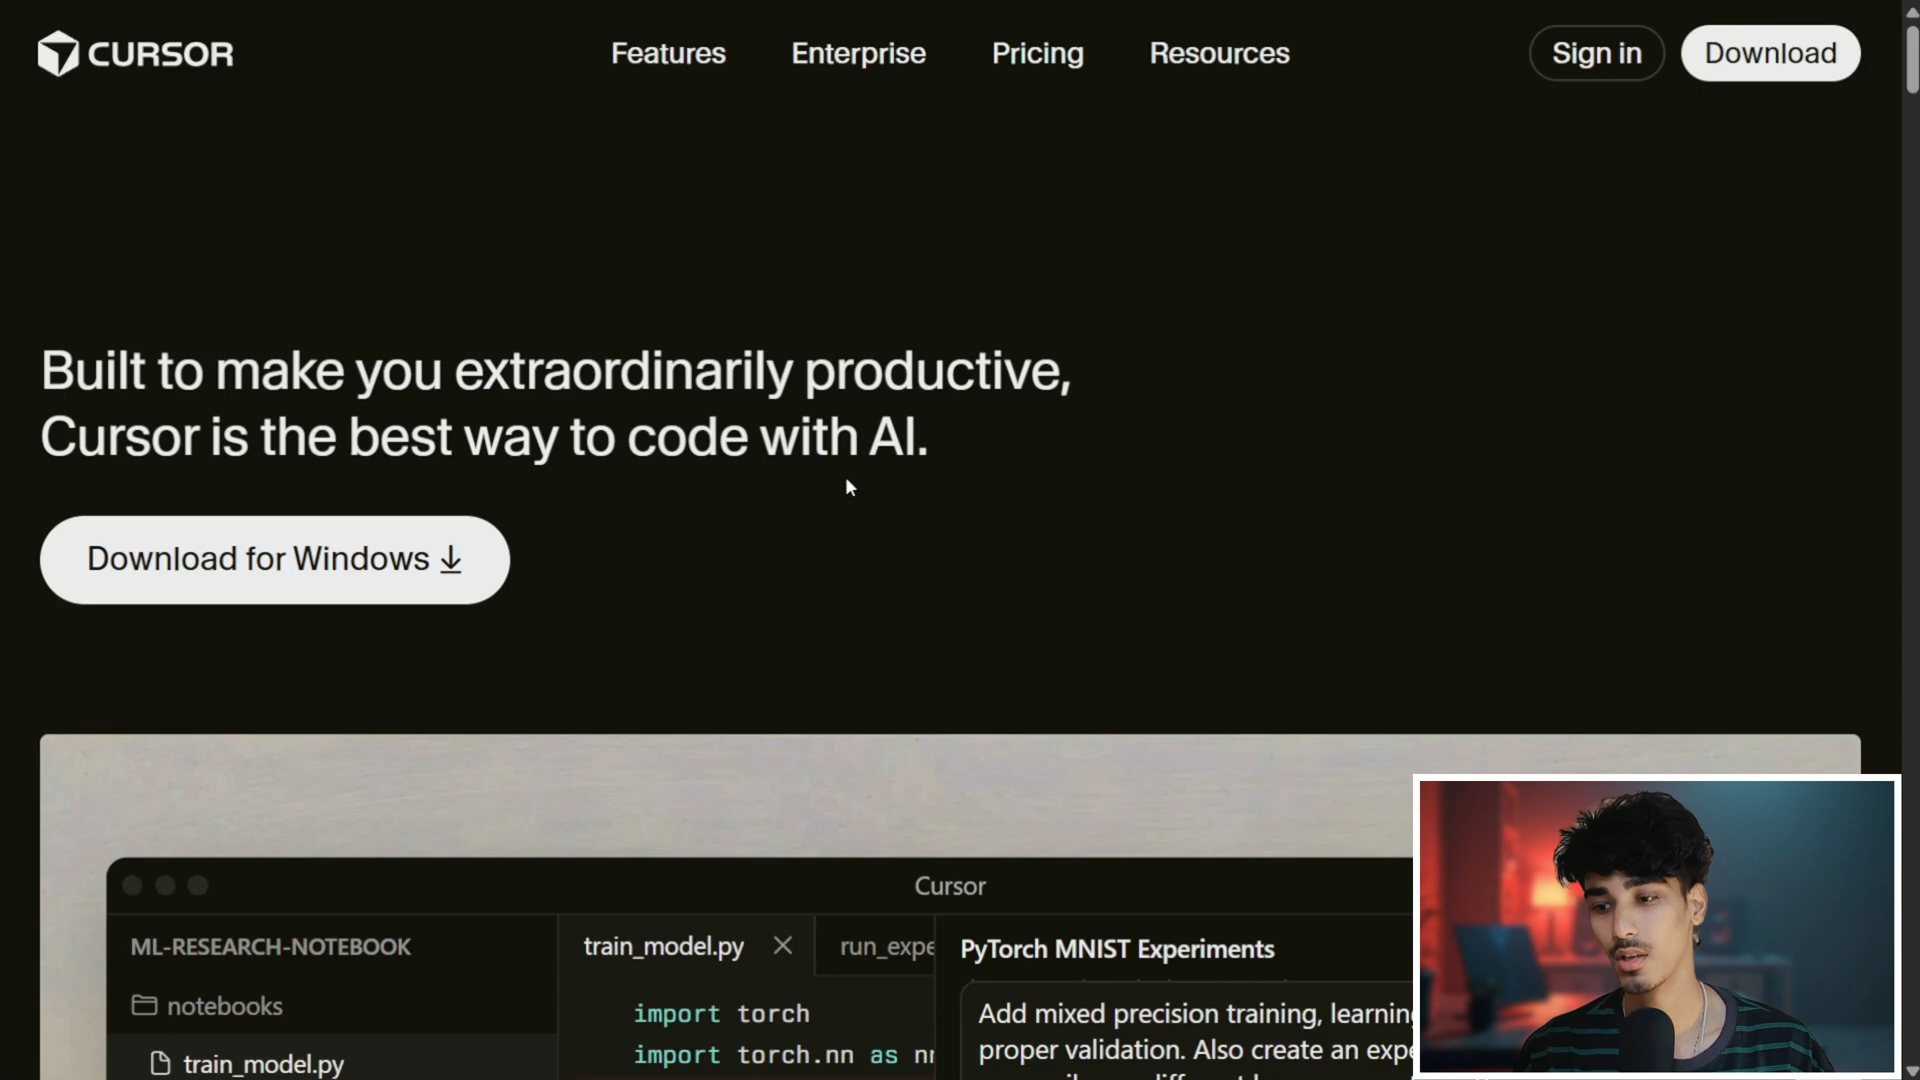 CURSOR
Features
Enterprise
Pricing
Resources
Sign in
Download
Built to make you extraordinarily productive,
Cursor is the best way to code with AI.
Download for Windows
Cursor
ML-RESEARCH-NOTEBOOK
notebooks
train_model.py
train_model.py
run_expe
import torch
import torch.nn as
PyTorch MNIST Experiments
Add mixed precision training, learning
proper validation. Also create an expe